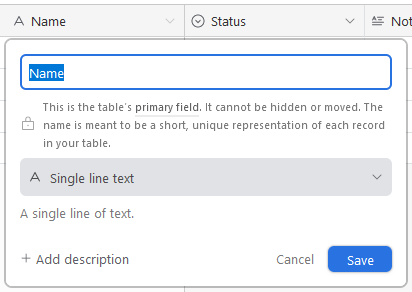 Name
Status
Not
Name
This is the table's primary field. It cannot be hidden or moved. The
name is meant to be a short, unique representation of each record
in your table.
Single line text
A single line of text.
+ Add description
Cancel
Save